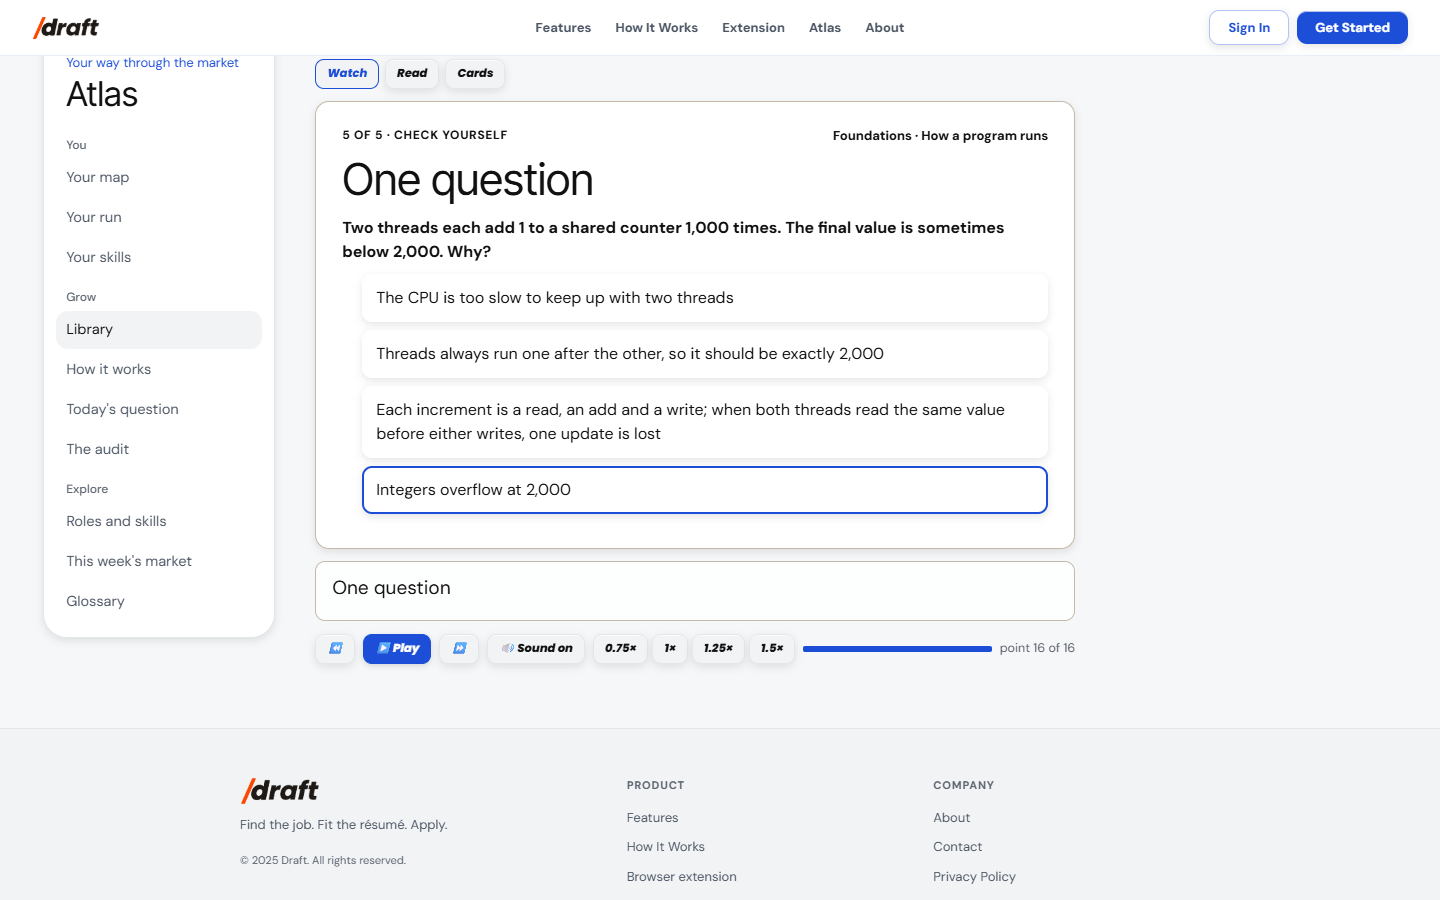 /draft
Features
How It Works
Extension
Atlas
About
Sign In
Get Started
Your way through the market
Atlas
You
Your map
Your run
Your skills
Grow
Library
How it works
Today's question
The audit
Explore
Roles and skills
This week's market
Glossary
Watch
Read
Cards
5 OF 5 · CHECK YOURSELF
Foundations · How a program runs
One question
Two threads each add 1 to a shared counter 1,000 times. The final value is sometimes
below 2,000. Why?
The CPU is too slow to keep up with two threads
Threads always run one after the other, so it should be exactly 2,000
Each increment is a read, an add and a write; when both threads read the same value
before either writes, one update is lost
Integers overflow at 2,000
One question
⏪
▶️ Play
⏩
🔊 Sound on
0.75×
1×
1.25×
1.5×
point 16 of 16
/draft
Find the job. Fit the résumé. Apply.
© 2025 Draft. All rights reserved.
PRODUCT
Features
How It Works
Browser extension
COMPANY
About
Contact
Privacy Policy